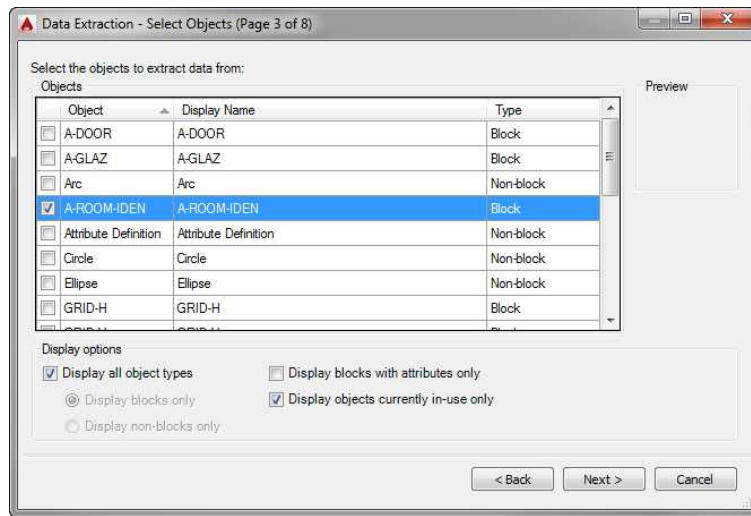 Data Extraction - Select Objects (Page 3 of 8)
Select the objects to extract data from:
Objects
Preview
Object Display Name Type
A-DOOR A-DOOR Block
A-GLAZ A-GLAZ Block
Arc Arc Non-block
A-ROOM-IDEN A-ROOM-IDEN Block
Attribute Definition Attribute Definition Non-block
Circle Circle Non-block
Ellipse Ellipse Non-block
GRID-H GRID-H Block
Display options
Display all object types
Display blocks with attributes only
Display blocks only
Display objects currently in-use only
Display non-blocks only
< Back Next > Cancel